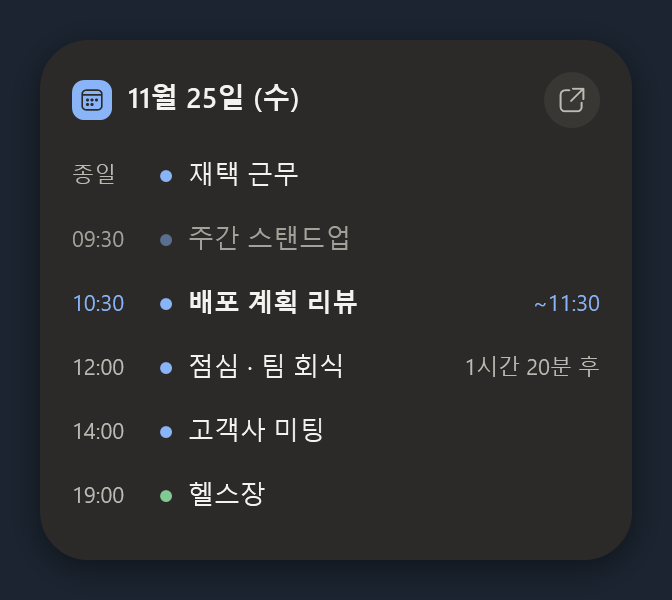 11월 25일 (수)
종일 재택 근무
09:30 주간 스탠드업
10:30 배포 계획 리뷰 ~11:30
12:00 점심 · 팀 회식 1시간 20분 후
14:00 고객사 미팅
19:00 헬스장